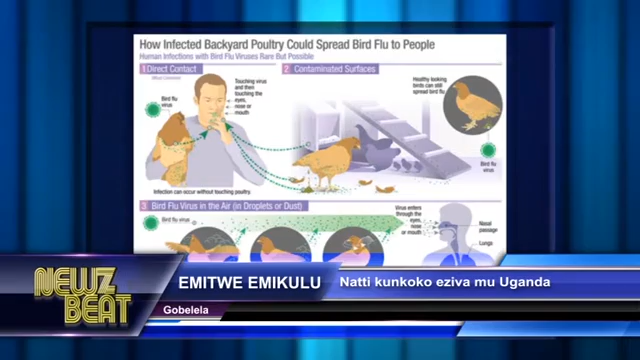 How Infected Backyard Poultry Could Spread Bird Flu to People
Human Infections with Bird Flu Viruses Rare But Possible
1 Direct Contact
(Most Common)
Bird flu virus
Touching virus and then touching the eyes, nose or mouth
Infection can occur without touching poultry.
2 Contaminated Surfaces
Healthy looking birds can still spread bird flu
Bird flu virus
3 Bird Flu Virus in the Air (in Droplets or Dust)
Bird flu virus
Virus enters through the eyes, nose or mouth
Nasal passage
Lungs
NEWZ BEAT
EMITWE EMIKULU
Natti kunkoko eziva mu Uganda
Gobelela